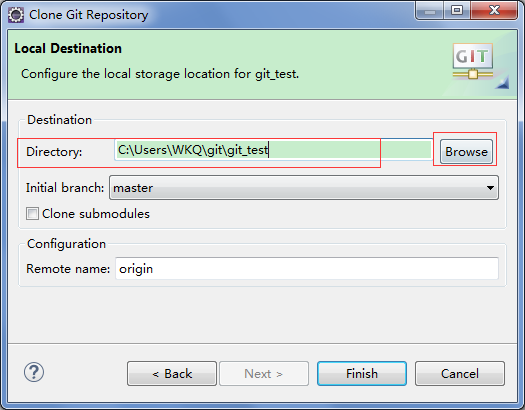 Clone Git Repository
Local Destination
Configure the local storage location for git_test.
GIT
Destination
Directory: C:\Users\WKQ\git\git_test Browse
Initial branch: master
Clone submodules
Configuration
Remote name: origin
? < Back Next > Finish Cancel